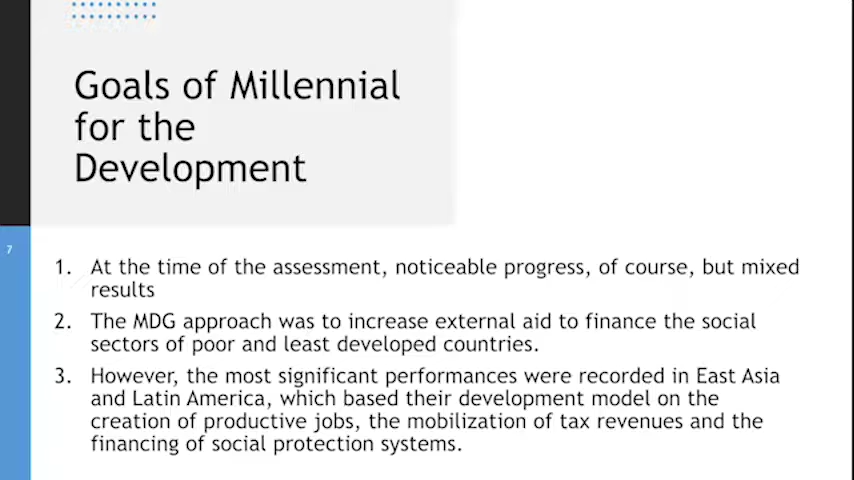 Goals of Millennial
for the
Development
7
1. At the time of the assessment, noticeable progress, of course, but mixed
results
2. The MDG approach was to increase external aid to finance the social
sectors of poor and least developed countries.
3. However, the most significant performances were recorded in East Asia
and Latin America, which based their development model on the
creation of productive jobs, the mobilization of tax revenues and the
financing of social protection systems.